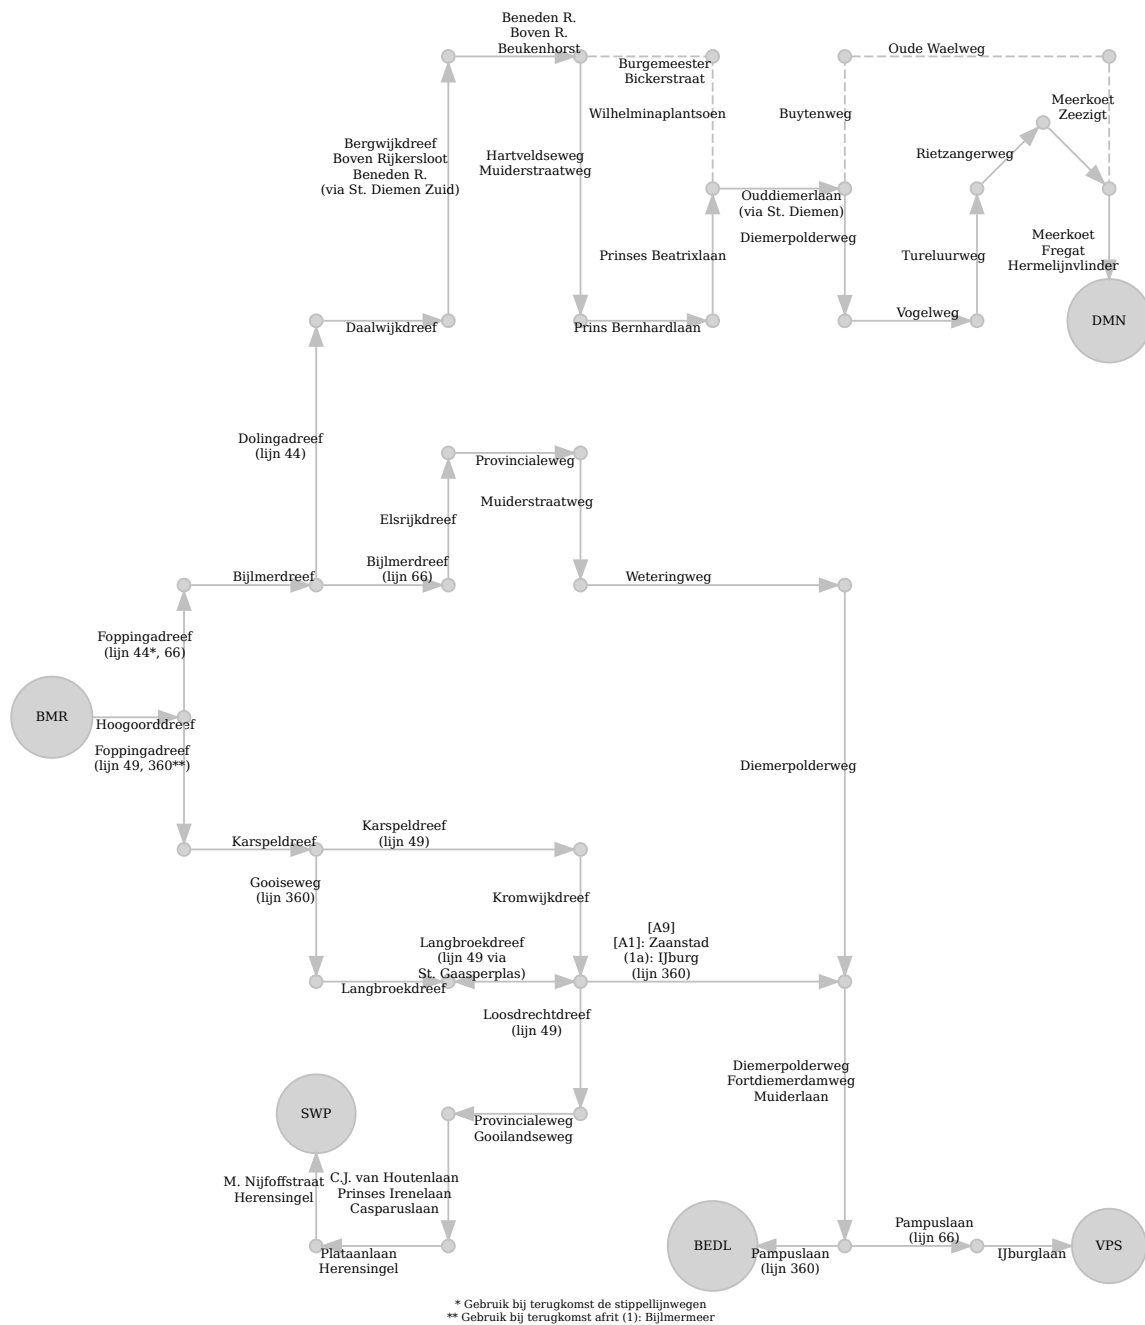 Beneden R.
Boven R.
Beukenhorst
Burgemeester
Bickerstraat
Oude Waelweg
Meerkoet
Zeezigt
Wilhelminaplantsoen
Buytenweg
Bergwijkdreef
Boven Rijkersloot
Beneden R.
(via St. Diemen Zuid)
Hartveldseweg
Muiderstraatweg
Rietzangerweg
Ouddiemerlaan
(via St. Diemen)
Diemerpolderweg
Meerkoet
Fregat
Hermelijnvlinder
Prinses Beatrixlaan
Tureluurweg
Daalwijkdreef
Prins Bernhardlaan
Vogelweg
DMN
Dolingadreef
(lijn 44)
Provincialeweg
Muiderstraatweg
Elsrijkdreef
Bijlmerdreef
Bijlmerdreef
(lijn 66)
Weteringweg
Foppingadreef
(lijn 44*, 66)
BMR
Hoogoorddreef
Foppingadreef
(lijn 49, 360**)
Diemerpolderweg
Karspeldreef
Karspeldreef
(lijn 49)
Gooiseweg
(lijn 360)
Kromwijkdreef
Langbroekdreef
(lijn 49 via
St. Gaasperplas)
[A9]
[A1]: Zaanstad
(1a): IJburg
(lijn 360)
Langbroekdreef
Loosdrechtdreef
(lijn 49)
Diemerpolderweg
Fortdiemerdamweg
Muiderlaan
SWP
Provincialeweg
Gooilandseweg
M. Nijfoffstraat
Herensingel
C.J. van Houtenlaan
Prinses Irenelaan
Casparuslaan
Plataanlaan
Herensingel
BEDL
Pampuslaan
(lijn 360)
Pampuslaan
(lijn 66)
IJburglaan
VPS
* Gebruik bij terugkomst de stippellijnwegen
** Gebruik bij terugkomst afrit (1): Bijlmermeer